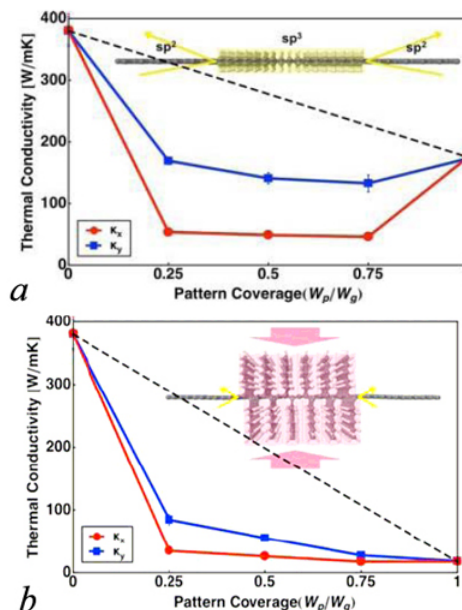 400
300
200
100
0
Thermal Conductivity [W/mK]
sp²
sp³
sp²
κx
κy
0
0.25
0.5
0.75
Pattern Coverage(Wp/Wg)
a
400
300
200
100
0
Thermal Conductivity [W/mK]
κx
κy
0
0.25
0.5
0.75
1
Pattern Coverage(Wp/Wg)
b